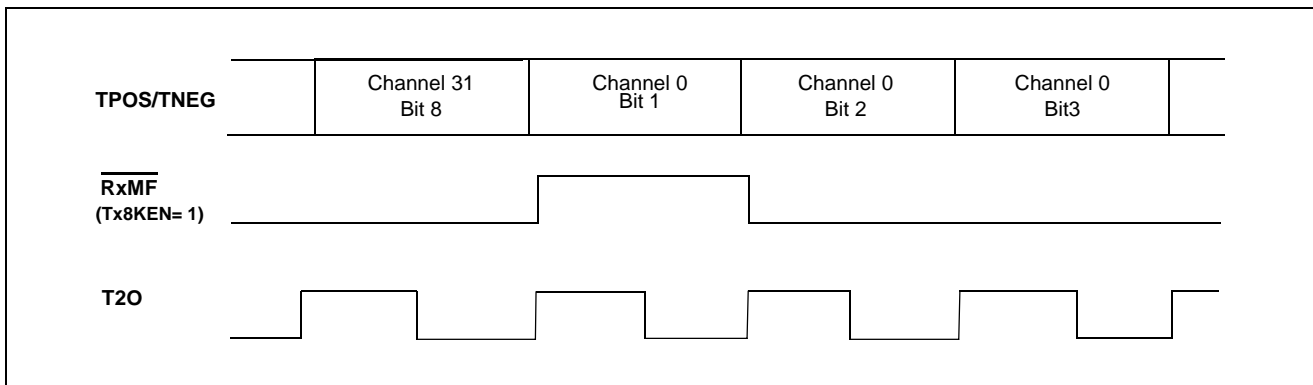 TPOS/TNEG
Channel 31
Bit 8
Channel 0
Bit 1
Channel 0
Bit 2
Channel 0
Bit3
RxMF
(Tx8KEN= 1)
T2O